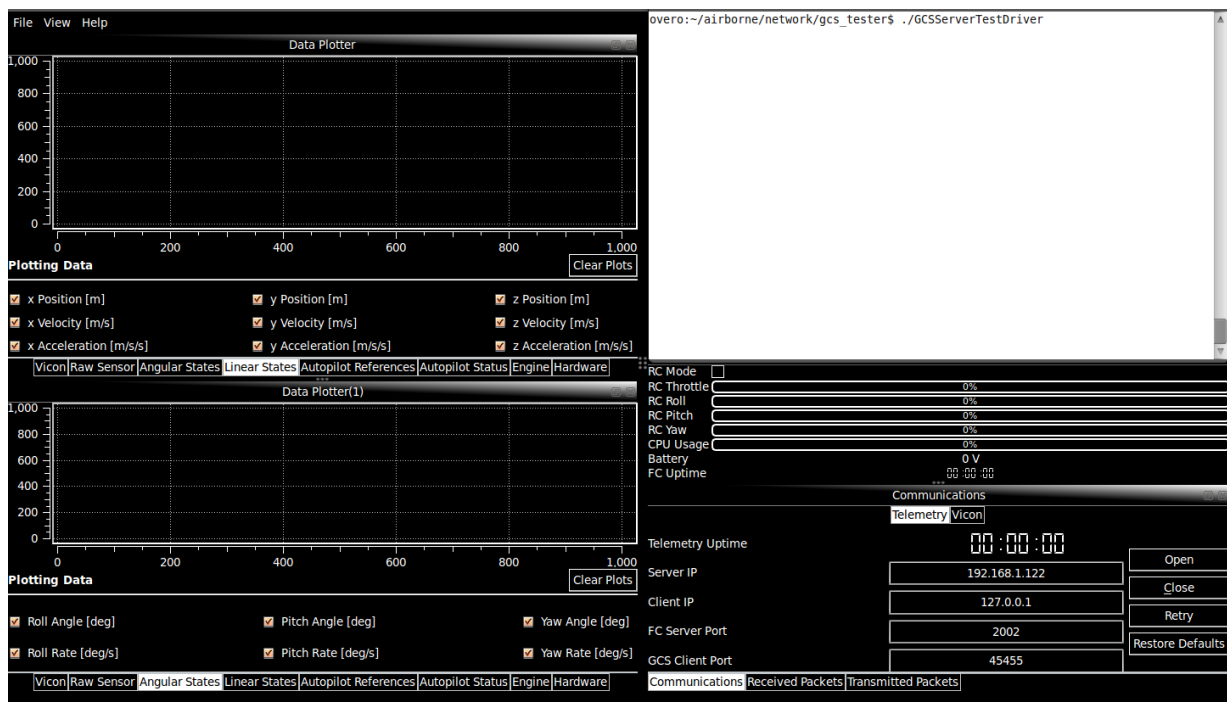 File View Help
Data Plotter
1,000
800
600
400
200
0
0 200 400 600 800 1,000
Plotting Data Clear Plots
x Position [m] y Position [m] z Position [m]
x Velocity [m/s] y Velocity [m/s] z Velocity [m/s]
x Acceleration [m/s/s] y Acceleration [m/s/s] z Acceleration [m/s/s]
Vicon Raw Sensor Angular States Linear States Autopilot References Autopilot Status Engine Hardware
Data Plotter(1)
1,000
800
600
400
200
0
0 200 400 600 800 1,000
Plotting Data Clear Plots
Roll Angle [deg] Pitch Angle [deg] Yaw Angle [deg]
Roll Rate [deg/s] Pitch Rate [deg/s] Yaw Rate [deg/s]
Vicon Raw Sensor Angular States Linear States Autopilot References Autopilot Status Engine Hardware
overo:~/airborne/network/gcs_tester$ ./GCSServerTestDriver
RC Mode
RC Throttle 0%
RC Roll 0%
RC Pitch 0%
RC Yaw 0%
CPU Usage 0%
Battery 0 V
FC Uptime 00:00:00
Communications
Telemetry Vicon
Telemetry Uptime 00:00:00
Server IP 192.168.1.122
Client IP 127.0.0.1
FC Server Port 2002
GCS Client Port 45455
Open
Close
Retry
Restore Defaults
Communications Received Packets Transmitted Packets